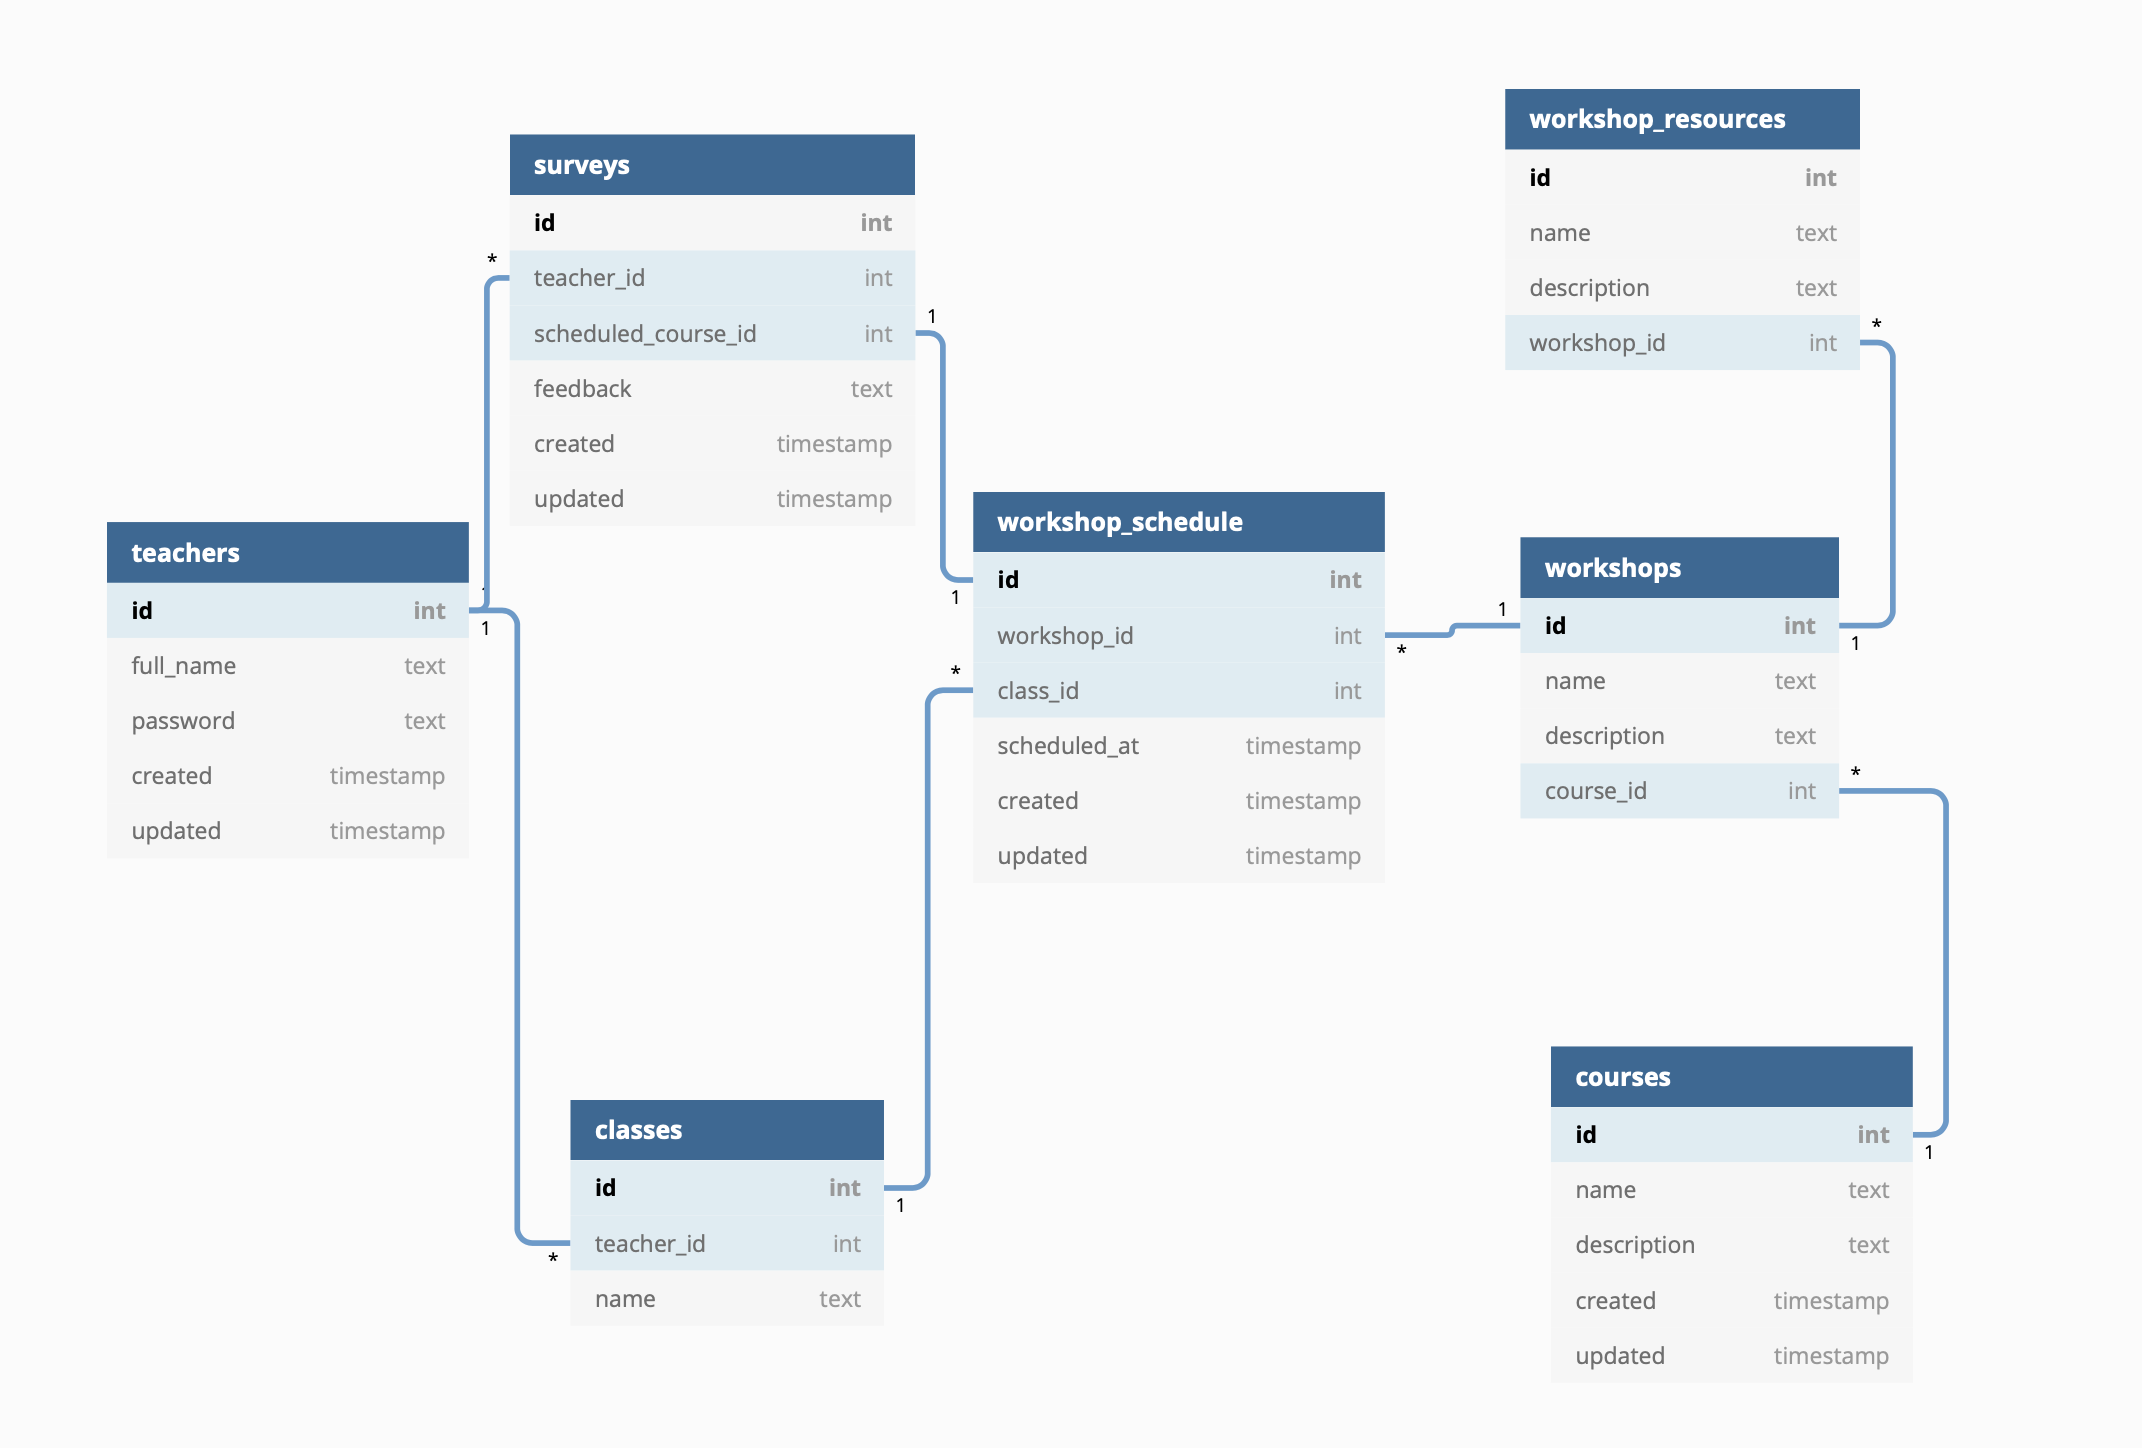 workshop_resources
id int
name text
description text
workshop_id int
*
surveys
id int
teacher_id int
scheduled_course_id int
feedback text
created timestamp
updated timestamp
*
1
teachers
id int
full_name text
password text
created timestamp
updated timestamp
1
workshop_schedule
id int
workshop_id int
class_id int
scheduled_at timestamp
created timestamp
updated timestamp
1
*
*
workshops
id int
name text
description text
course_id int
1
1
*
classes
id int
teacher_id int
name text
1
*
courses
id int
name text
description text
created timestamp
updated timestamp
1